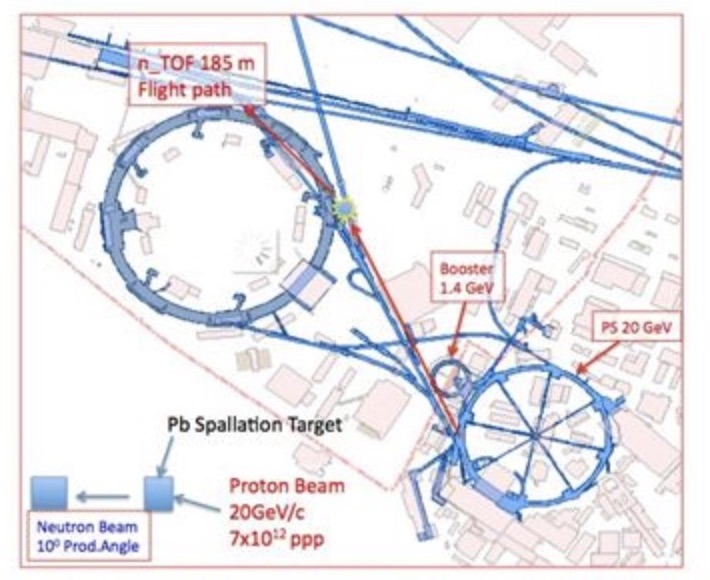 n_TOF 185 m
Flight path
Booster
1.4 GeV
PS 20 GeV
Pb Spallation Target
Proton Beam
20GeV/c
7x10¹² ppp
Neutron Beam
10⁰ Prod.Angle